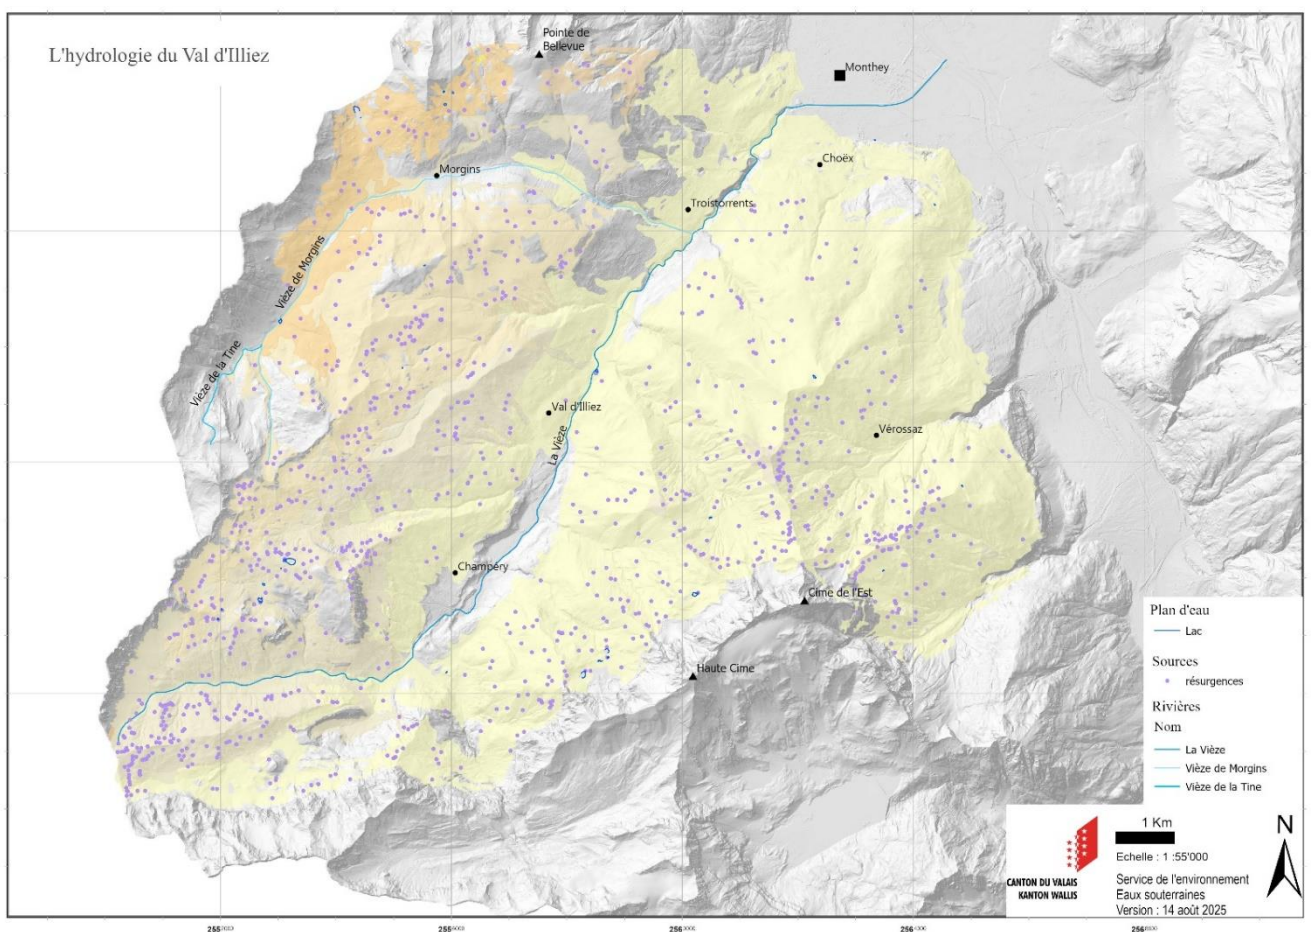 L'hydrologie du Val d'Illiez
Pointe de
Bellevue
Monthey
Choëx
Morgins
Troistorrents
Vièze de Morgins
Vièze de la Tine
Val d'Illiez
La Vièze
Vérossaz
Champéry
Cime de l'Est
Haute Cime
Plan d'eau
Lac
Sources
résurgences
Rivières
Nom
La Vièze
Vièze de Morgins
Vièze de la Tine
CANTON DU VALAIS
KANTON WALLIS
1 Km
Echelle : 1 :55'000
Service de l'environnement
Eaux souterraines
Version : 14 août 2025
N